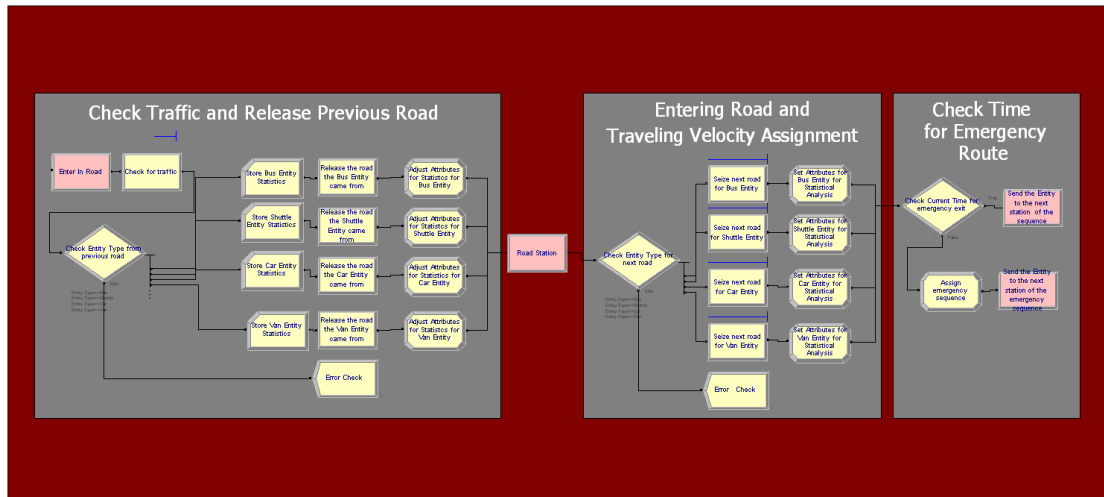 Check Traffic and Release Previous Road
Enter In Road
Check for traffic
Check Entity Type from
previous road
Else
Store Bus Entity
Statistics
Release the road
the Bus Entity
came from
Adjust Attributes
for Statistics for
Bus Entity
Store Shuttle
Entity Statistics
Release the road
the Shuttle
Entity came
from
Adjust Attributes
for Statistics for
Shuttle Entity
Store Car Entity
Statistics
Release the road
the Car Entity
came from
Adjust Attributes
for Statistics for
Car Entity
Store Van Entity
Statistics
Release the road
the Van Entity
came from
Adjust Attributes
for Statistics for
Van Entity
Error Check
Road Station
Entering Road and
Traveling Velocity Assignment
Check Entity Type for
next road
Else
Seize next road
for Bus Entity
Set Attributes for
Bus Entity for
Statistical
Analysis
Seize next road
for Shuttle Entity
Set Attributes for
Shuttle Entity for
Statistical
Analysis
Seize next road
for Car Entity
Set Attributes for
Car Entity for
Statistical
Analysis
Seize next road
for Van Entity
Set Attributes for
Van Entity for
Statistical
Analysis
Error Check
Check Time
for Emergency
Route
Check Current Time for
emergency exit
True
False
Send the Entity
to the next
station of the
sequence
Assign
emergency
sequence
Send the Entity
to the next
station of the
emergency
sequence